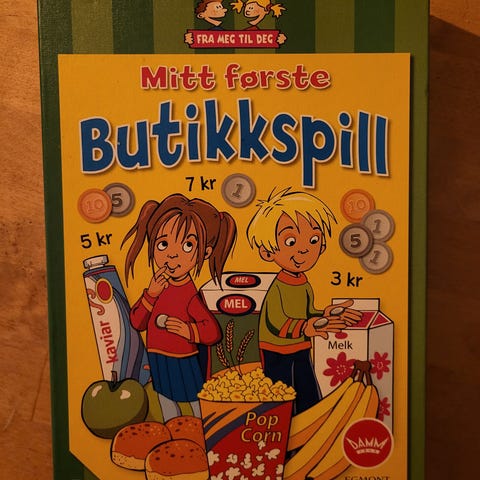 FRA MEG TIL DEG
Mitt første
Butikkspill
7 kr
1
10
5
10
1
5
1
5 kr
3 kr
MEL
MEL
kaviar
Melk
Pop
Corn
DAMM
EGMONT